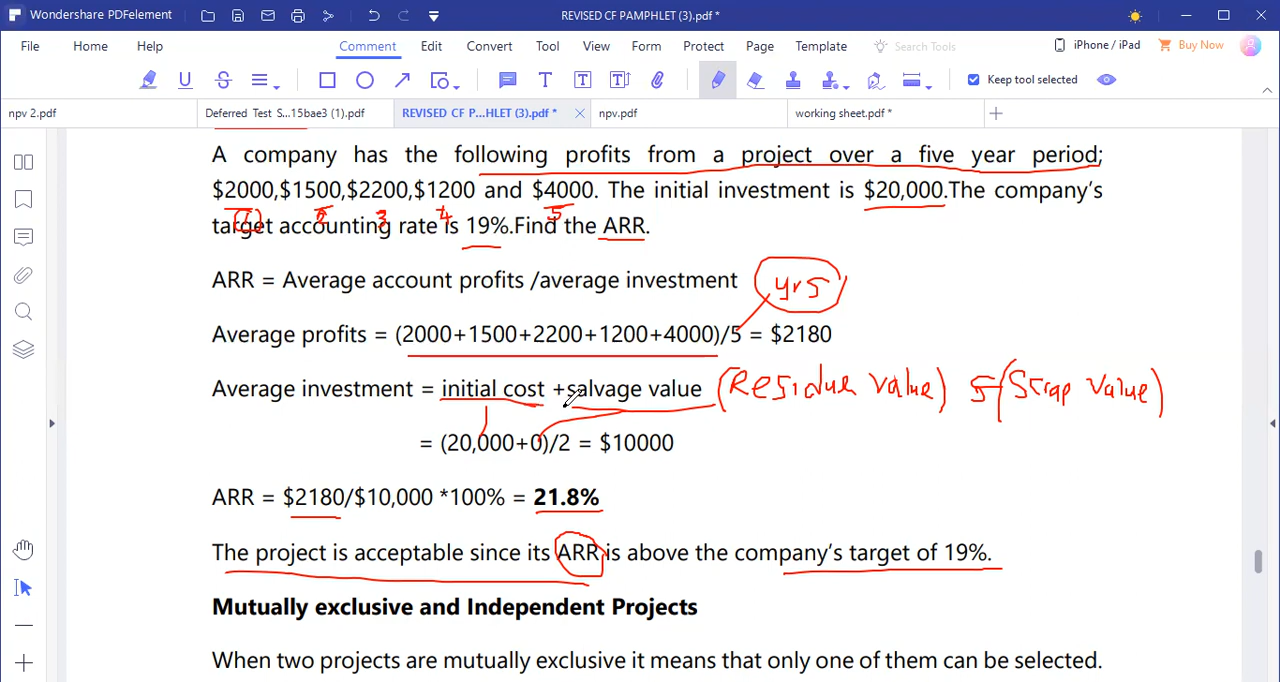 Wondershare PDFelement
REVISED CF PAMPHLET (3).pdf *
File Home Help Comment Edit Convert Tool View Form Protect Page Template Search Tools iPhone / iPad Buy Now
Keep tool selected
npv 2.pdf Deferred Test S...15bae3 (1).pdf REVISED CF P...HLET (3).pdf * npv.pdf working sheet.pdf *
A company has the following profits from a project over a five year period;
$2000,$1500,$2200,$1200 and $4000. The initial investment is $20,000.The company's
3 4 5
target accounting rate is 19%.Find the ARR.
ARR = Average account profits /average investment yrs
Average profits = (2000+1500+2200+1200+4000)/5 = $2180
Average investment = initial cost +salvage value (Residue value) (Scrap value)
= (20,000+0)/2 = $10000
ARR = $2180/$10,000 *100% = 21.8%
The project is acceptable since its ARR is above the company's target of 19%.
Mutually exclusive and Independent Projects
When two projects are mutually exclusive it means that only one of them can be selected.